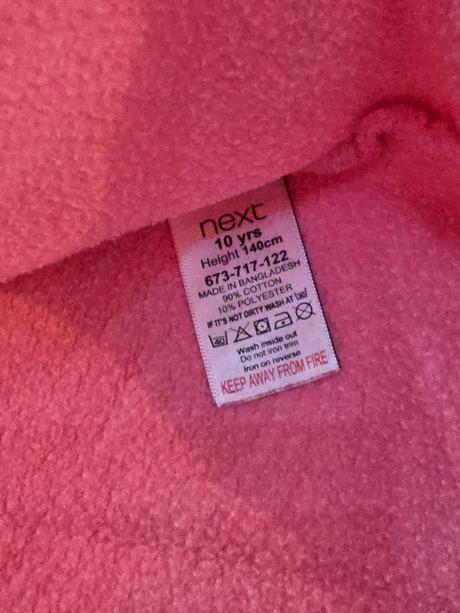 next
10 yrs
Height 140cm
673-717-122
MADE IN BANGLADESH
90% COTTON
10% POLYESTER
IF IT'S NOT DIRTY WASH AT
40
Wash inside out
Do not iron trim
Iron on reverse
KEEP AWAY FROM FIRE